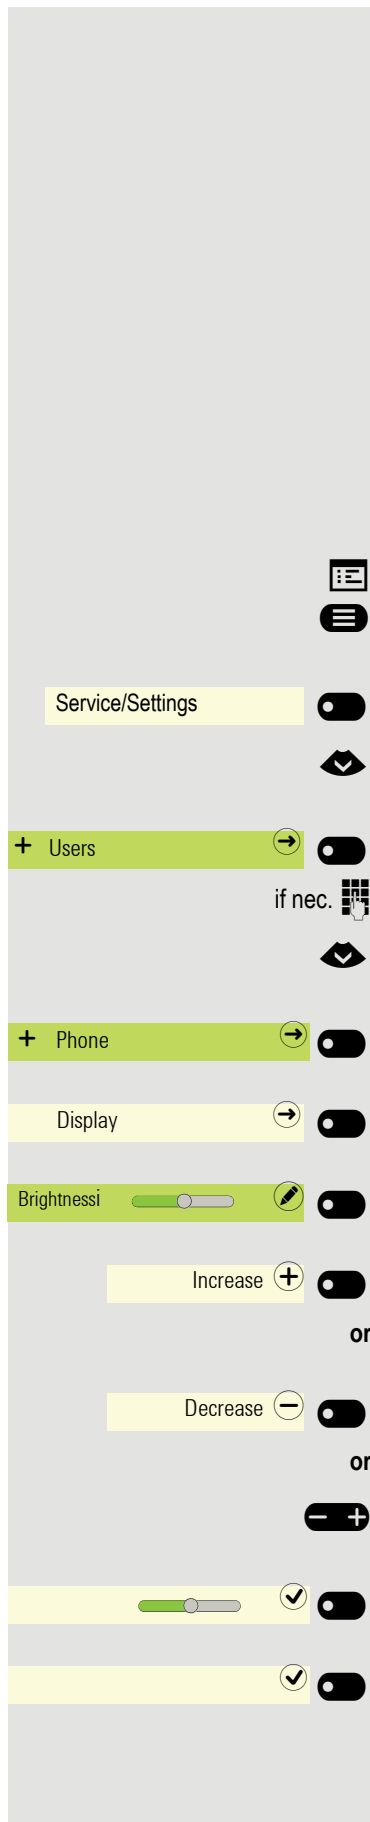 Service/Settings
+ Users
if nec.
+ Phone
Display
Brightnessi
Increase
or
Decrease
or